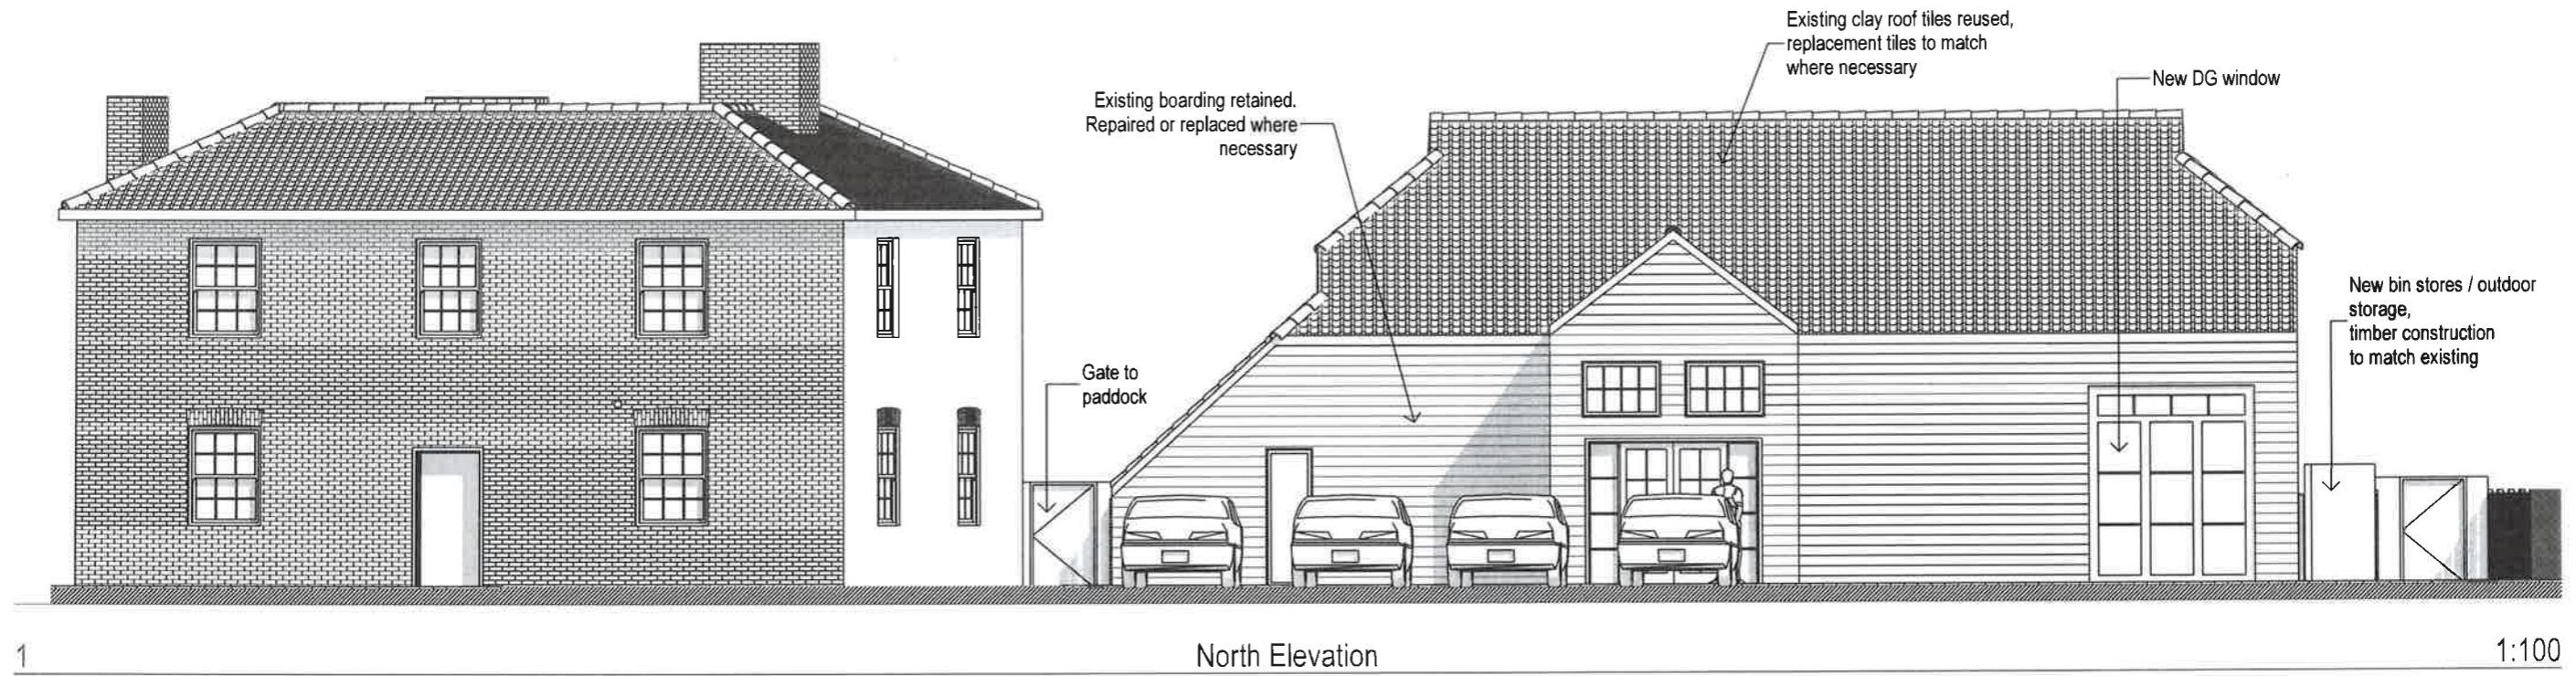 Existing clay roof tiles reused,
replacement tiles to match
where necessary
New DG window
Existing boarding retained.
Repaired or replaced where
necessary
New bin stores / outdoor
storage,
timber construction
to match existing
Gate to
paddock
1
North Elevation
1:100